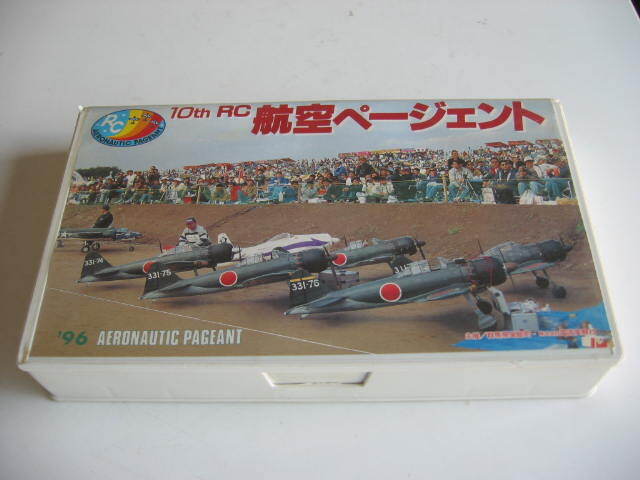 RC
AERONAUTIC PAGEANT
10th RC 航空ページェント
331-74
331-75
331-76
'96 AERONAUTIC PAGEANT